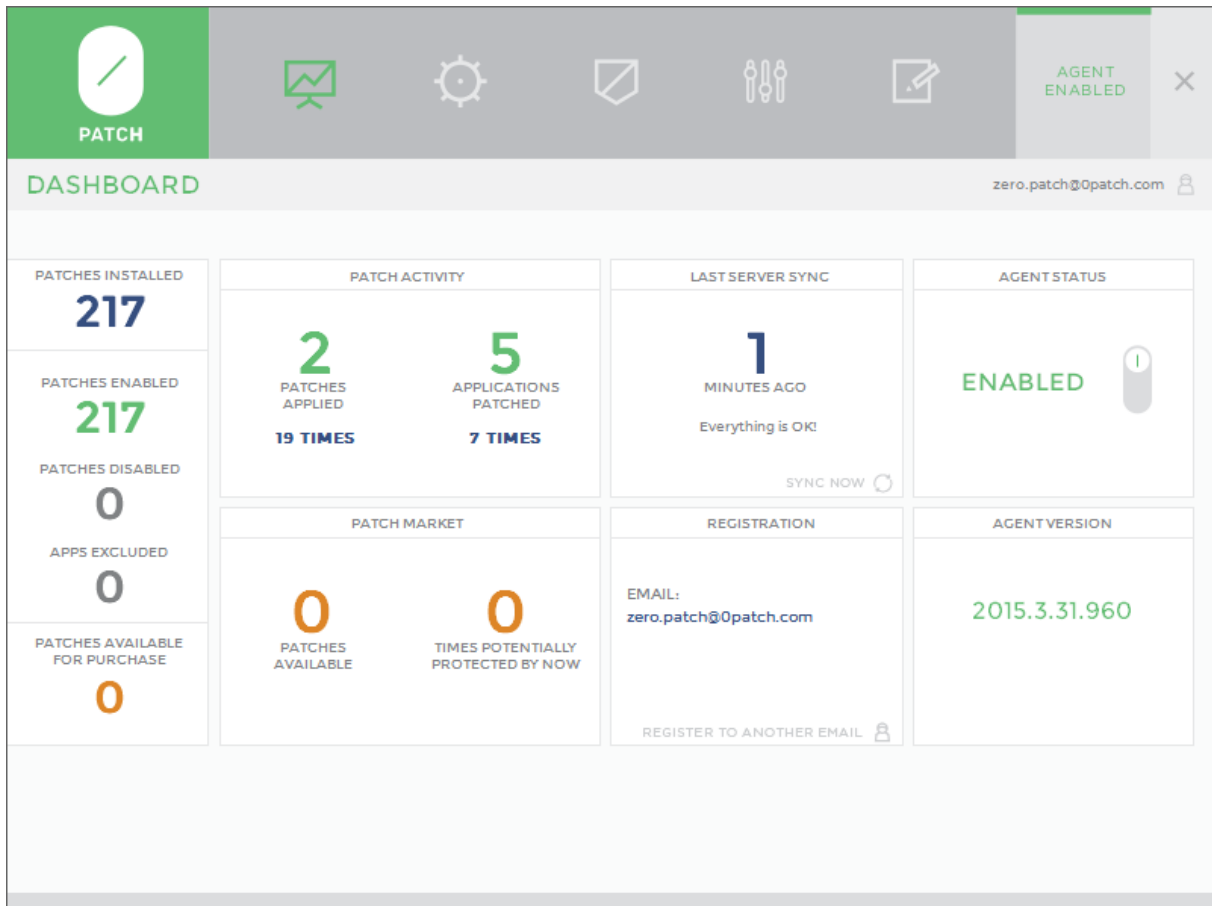 0
PATCH
AGENT
ENABLED
DASHBOARD
zero.patch@0patch.com
PATCHES INSTALLED
217
PATCHES ENABLED
217
PATCHES DISABLED
0
APPS EXCLUDED
0
PATCHES AVAILABLE
FOR PURCHASE
0
PATCH ACTIVITY
2
PATCHES
APPLIED
19 TIMES
5
APPLICATIONS
PATCHED
7 TIMES
LAST SERVER SYNC
1
MINUTES AGO
Everything is OK!
SYNC NOW
AGENT STATUS
ENABLED
PATCH MARKET
0
PATCHES
AVAILABLE
0
TIMES POTENTIALLY
PROTECTED BY NOW
REGISTRATION
EMAIL:
zero.patch@0patch.com
REGISTER TO ANOTHER EMAIL
AGENT VERSION
2015.3.31.960